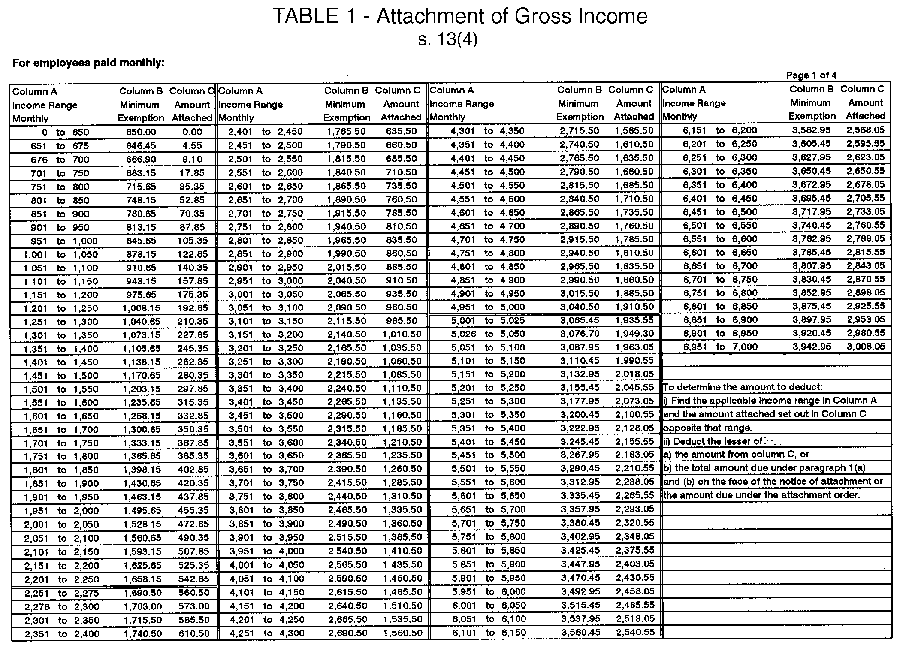 TABLE 1 - Attachment of Gross Income
s. 13(4)
For employees paid monthly:
Page 1 of 4
Column A Column B Column C Column A Column B Column C Column A Column B Column C Column A Column B Column C
Income Range Minimum Amount Income Range Minimum Amount Income Range Minimum Amount Income Range Minimum Amount
Monthly Exemption Attached Monthly Exemption Attached Monthly Exemption Attached Monthly Exemption Attached
0 to 650 650.00 0.00 2,401 to 2,450 1,765.50 635.50 4,301 to 4,350 2,715.50 1,585.50 6,151 to 6,200 3,582.95 2,568.05
651 to 675 646.45 4.55 2,451 to 2,500 1,790.50 660.50 4,351 to 4,400 2,740.50 1,610.50 6,201 to 6,250 3,605.45 2,595.55
676 to 700 666.90 9.10 2,501 to 2,550 1,815.50 685.50 4,401 to 4,450 2,765.50 1,635.50 6,251 to 6,300 3,627.95 2,623.05
701 to 750 683.15 17.85 2,551 to 2,600 1,840.50 710.50 4,451 to 4,500 2,790.50 1,660.50 6,301 to 6,350 3,650.45 2,650.55
751 to 800 715.65 35.35 2,601 to 2,650 1,865.50 735.50 4,501 to 4,550 2,815.50 1,685.50 6,351 to 6,400 3,672.95 2,678.05
801 to 850 748.15 52.85 2,651 to 2,700 1,890.50 760.50 4,551 to 4,600 2,840.50 1,710.50 6,401 to 6,450 3,695.45 2,705.55
851 to 900 780.65 70.35 2,701 to 2,750 1,915.50 785.50 4,601 to 4,650 2,865.50 1,735.50 6,451 to 6,500 3,717.95 2,733.05
901 to 950 813.15 87.85 2,751 to 2,800 1,940.50 810.50 4,651 to 4,700 2,890.50 1,760.50 6,501 to 6,550 3,740.45 2,760.55
951 to 1,000 845.65 105.35 2,801 to 2,850 1,965.50 835.50 4,701 to 4,750 2,915.50 1,785.50 6,551 to 6,600 3,762.95 2,788.05
1,001 to 1,050 878.15 122.85 2,851 to 2,900 1,990.50 860.50 4,751 to 4,800 2,940.50 1,810.50 6,601 to 6,650 3,785.45 2,815.55
1,051 to 1,100 910.65 140.35 2,901 to 2,950 2,015.50 885.50 4,801 to 4,850 2,965.50 1,835.50 6,651 to 6,700 3,807.95 2,843.05
1,101 to 1,150 943.15 157.85 2,951 to 3,000 2,040.50 910.50 4,851 to 4,900 2,990.50 1,860.50 6,701 to 6,750 3,830.45 2,870.55
1,151 to 1,200 975.65 175.35 3,001 to 3,050 2,065.50 935.50 4,901 to 4,950 3,015.50 1,885.50 6,751 to 6,800 3,852.95 2,898.05
1,201 to 1,250 1,008.15 192.85 3,051 to 3,100 2,090.50 960.50 4,951 to 5,000 3,040.50 1,910.50 6,801 to 6,850 3,875.45 2,925.55
1,251 to 1,300 1,040.65 210.35 3,101 to 3,150 2,115.50 985.50 5,001 to 5,025 3,065.45 1,935.55 6,851 to 6,900 3,897.95 2,953.05
1,301 to 1,350 1,073.15 227.85 3,151 to 3,200 2,140.50 1,010.50 5,026 to 5,050 3,076.70 1,949.30 6,901 to 6,950 3,920.45 2,980.55
1,351 to 1,400 1,105.65 245.35 3,201 to 3,250 2,165.50 1,035.50 5,051 to 5,100 3,087.95 1,963.05 6,951 to 7,000 3,942.95 3,008.05
1,401 to 1,450 1,138.15 262.85 3,251 to 3,300 2,190.50 1,060.50 5,101 to 5,150 3,110.45 1,990.55
1,451 to 1,500 1,170.65 280.35 3,301 to 3,350 2,215.50 1,085.50 5,151 to 5,200 3,132.95 2,018.05
1,501 to 1,550 1,203.15 297.85 3,351 to 3,400 2,240.50 1,110.50 5,201 to 5,250 3,155.45 2,045.55 To determine the amount to deduct:
1,551 to 1,600 1,235.65 315.35 3,401 to 3,450 2,265.50 1,135.50 5,251 to 5,300 3,177.95 2,073.05 i) Find the applicable income range in Column A
1,601 to 1,650 1,268.15 332.85 3,451 to 3,500 2,290.50 1,160.50 5,301 to 5,350 3,200.45 2,100.55 and the amount attached set out in Column C
1,651 to 1,700 1,300.65 350.35 3,501 to 3,550 2,315.50 1,185.50 5,351 to 5,400 3,222.95 2,128.05 opposite that range.
1,701 to 1,750 1,333.15 367.85 3,551 to 3,600 2,340.50 1,210.50 5,401 to 5,450 3,245.45 2,155.55 ii) Deduct the lesser of:
1,751 to 1,800 1,365.65 385.35 3,601 to 3,650 2,365.50 1,235.50 5,451 to 5,500 3,267.95 2,183.05 a) the amount from column C, or
1,801 to 1,850 1,398.15 402.85 3,651 to 3,700 2,390.50 1,260.50 5,501 to 5,550 3,290.45 2,210.55 b) the total amount due under paragraph 1(a)
1,851 to 1,900 1,430.65 420.35 3,701 to 3,750 2,415.50 1,285.50 5,551 to 5,600 3,312.95 2,238.05 and (b) on the face of the notice of attachment or
1,901 to 1,950 1,463.15 437.85 3,751 to 3,800 2,440.50 1,310.50 5,601 to 5,650 3,335.45 2,265.55 the amount due under the attachment order.
1,951 to 2,000 1,495.65 455.35 3,801 to 3,850 2,465.50 1,335.50 5,651 to 5,700 3,357.95 2,293.05
2,001 to 2,050 1,528.15 472.85 3,851 to 3,900 2,490.50 1,360.50 5,701 to 5,750 3,380.45 2,320.55
2,051 to 2,100 1,560.65 490.35 3,901 to 3,950 2,515.50 1,385.50 5,751 to 5,800 3,402.95 2,348.05
2,101 to 2,150 1,593.15 507.85 3,951 to 4,000 2,540.50 1,410.50 5,801 to 5,850 3,425.45 2,375.55
2,151 to 2,200 1,625.65 525.35 4,001 to 4,050 2,565.50 1,435.50 5,851 to 5,900 3,447.95 2,403.05
2,201 to 2,250 1,658.15 542.85 4,051 to 4,100 2,590.50 1,460.50 5,901 to 5,950 3,470.45 2,430.55
2,251 to 2,275 1,690.50 560.50 4,101 to 4,150 2,615.50 1,485.50 5,951 to 6,000 3,492.95 2,458.05
2,276 to 2,300 1,703.00 573.00 4,151 to 4,200 2,640.50 1,510.50 6,001 to 6,050 3,515.45 2,485.55
2,301 to 2,350 1,715.50 585.50 4,201 to 4,250 2,665.50 1,535.50 6,051 to 6,100 3,537.95 2,513.05
2,351 to 2,400 1,740.50 610.50 4,251 to 4,300 2,690.50 1,560.50 6,101 to 6,150 3,560.45 2,540.55